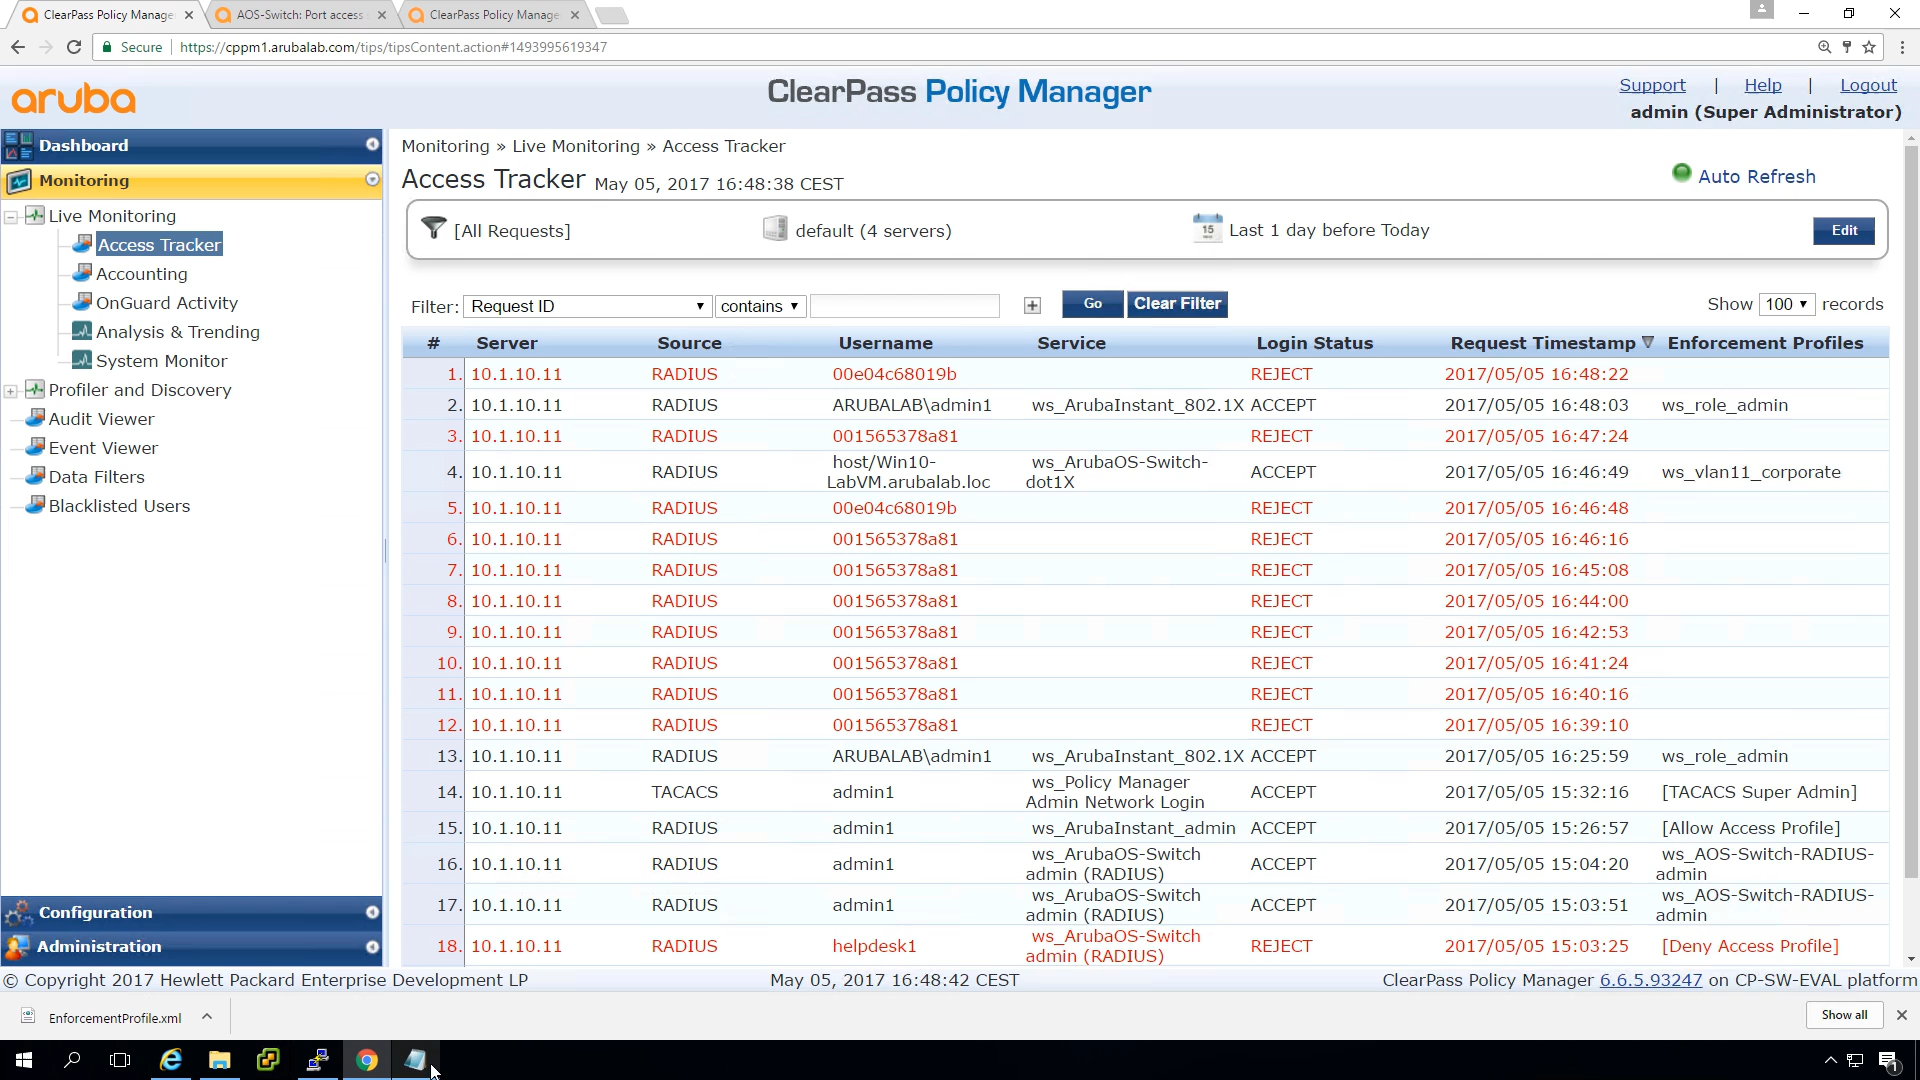 ClearPass Policy Manage
AOS-Switch: Port access
ClearPass Policy Manage
Secure
https://cppm1.arubalab.com/tips/tipsContent.action#1493995619347
aruba
ClearPass Policy Manager
Support | Help | Logout
admin (Super Administrator)
Dashboard
Monitoring
Live Monitoring
Access Tracker
Accounting
OnGuard Activity
Analysis & Trending
System Monitor
Profiler and Discovery
Audit Viewer
Event Viewer
Data Filters
Blacklisted Users
Configuration
Administration
Monitoring » Live Monitoring » Access Tracker
Access Tracker May 05, 2017 16:48:38 CEST
Auto Refresh
[All Requests]
default (4 servers)
15
Last 1 day before Today
Edit
Filter: Request ID contains Go Clear Filter Show 100 records
# Server Source Username Service Login Status Request Timestamp Enforcement Profiles
1. 10.1.10.11 RADIUS 00e04c68019b REJECT 2017/05/05 16:48:22
2. 10.1.10.11 RADIUS ARUBALAB\admin1 ws_ArubaInstant_802.1X ACCEPT 2017/05/05 16:48:03 ws_role_admin
3. 10.1.10.11 RADIUS 001565378a81 REJECT 2017/05/05 16:47:24
host/Win10- ws_ArubaOS-Switch-
4. 10.1.10.11 RADIUS ACCEPT 2017/05/05 16:46:49 ws_vlan11_corporate
LabVM.arubalab.loc dot1X
5. 10.1.10.11 RADIUS 00e04c68019b REJECT 2017/05/05 16:46:48
6. 10.1.10.11 RADIUS 001565378a81 REJECT 2017/05/05 16:46:16
7. 10.1.10.11 RADIUS 001565378a81 REJECT 2017/05/05 16:45:08
8. 10.1.10.11 RADIUS 001565378a81 REJECT 2017/05/05 16:44:00
9. 10.1.10.11 RADIUS 001565378a81 REJECT 2017/05/05 16:42:53
10. 10.1.10.11 RADIUS 001565378a81 REJECT 2017/05/05 16:41:24
11. 10.1.10.11 RADIUS 001565378a81 REJECT 2017/05/05 16:40:16
12. 10.1.10.11 RADIUS 001565378a81 REJECT 2017/05/05 16:39:10
13. 10.1.10.11 RADIUS ARUBALAB\admin1 ws_ArubaInstant_802.1X ACCEPT 2017/05/05 16:25:59 ws_role_admin
ws_Policy Manager
14. 10.1.10.11 TACACS admin1 ACCEPT 2017/05/05 15:32:16 [TACACS Super Admin]
Admin Network Login
15. 10.1.10.11 RADIUS admin1 ws_ArubaInstant_admin ACCEPT 2017/05/05 15:26:57 [Allow Access Profile]
ws_ArubaOS-Switch ws_AOS-Switch-RADIUS-
16. 10.1.10.11 RADIUS admin1 ACCEPT 2017/05/05 15:04:20
admin (RADIUS) admin
ws_ArubaOS-Switch ws_AOS-Switch-RADIUS-
17. 10.1.10.11 RADIUS admin1 ACCEPT 2017/05/05 15:03:51
admin (RADIUS) admin
ws_ArubaOS-Switch
18. 10.1.10.11 RADIUS helpdesk1 REJECT 2017/05/05 15:03:25 [Deny Access Profile]
admin (RADIUS)
© Copyright 2017 Hewlett Packard Enterprise Development LP
May 05, 2017 16:48:42 CEST
ClearPass Policy Manager 6.6.5.93247 on CP-SW-EVAL platform
EnforcementProfile.xml
Show all
1